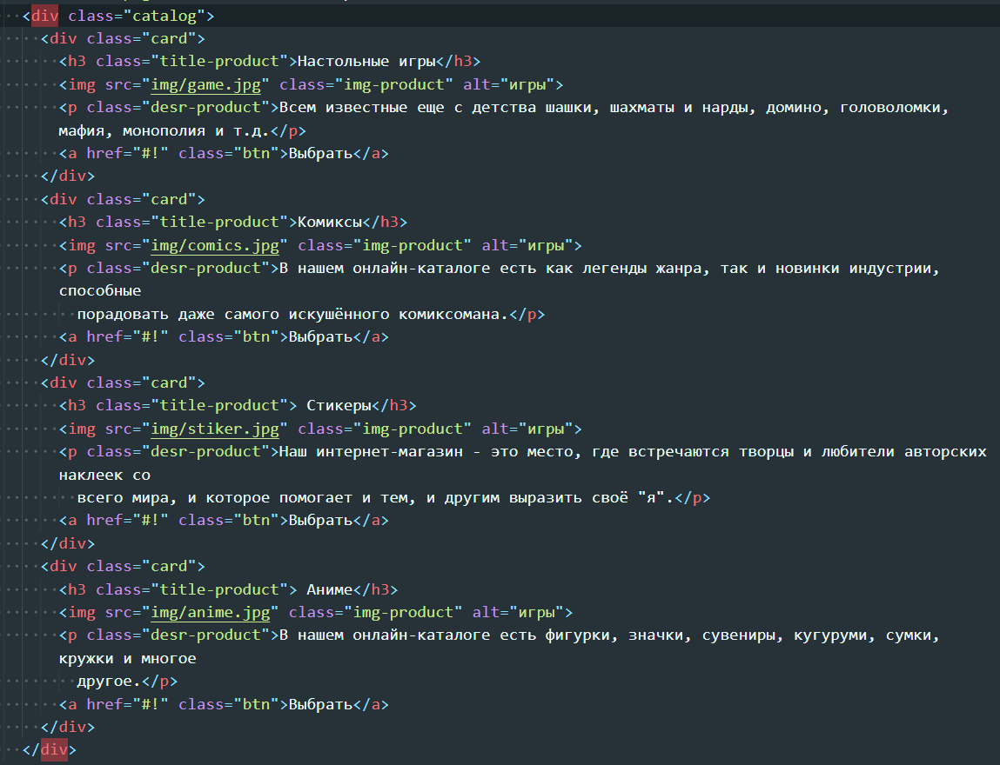 <div class="catalog">
<div class="card">
<h3 class="title-product">Настольные игры</h3>
<img src="img/game.jpg" class="img-product" alt="игры">
<p class="desr-product">Всем известные еще с детства шашки, шахматы и нарды, домино, головоломки,
мафия, монополия и т.д.</p>
<a href="#!" class="btn">Выбрать</a>
</div>
<div class="card">
<h3 class="title-product">Комиксы</h3>
<img src="img/comics.jpg" class="img-product" alt="игры">
<p class="desr-product">В нашем онлайн-каталоге есть как легенды жанра, так и новинки индустрии,
способные
порадовать даже самого искушённого комиксомана.</p>
<a href="#!" class="btn">Выбрать</a>
</div>
<div class="card">
<h3 class="title-product"> Стикеры</h3>
<img src="img/stiker.jpg" class="img-product" alt="игры">
<p class="desr-product">Наш интернет-магазин - это место, где встречаются творцы и любители авторских
наклеек со
всего мира, и которое помогает и тем, и другим выразить своё "я".</p>
<a href="#!" class="btn">Выбрать</a>
</div>
<div class="card">
<h3 class="title-product"> Аниме</h3>
<img src="img/anime.jpg" class="img-product" alt="игры">
<p class="desr-product">В нашем онлайн-каталоге есть фигурки, значки, сувениры, кугуруми, сумки,
кружки и многое
другое.</p>
<a href="#!" class="btn">Выбрать</a>
</div>
</div>